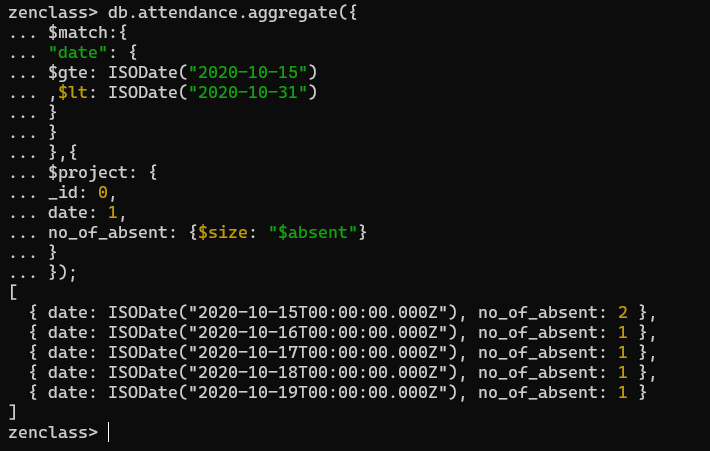 zenclass> db.attendance.aggregate({
... $match:{
... "date": {
... $gte: ISODate("2020-10-15")
... ,$lt: ISODate("2020-10-31")
... }
... }
... },{
... $project: {
... _id: 0,
... date: 1,
... no_of_absent: {$size: "$absent"}
... }
... });
[
  { date: ISODate("2020-10-15T00:00:00.000Z"), no_of_absent: 2 },
  { date: ISODate("2020-10-16T00:00:00.000Z"), no_of_absent: 1 },
  { date: ISODate("2020-10-17T00:00:00.000Z"), no_of_absent: 1 },
  { date: ISODate("2020-10-18T00:00:00.000Z"), no_of_absent: 1 },
  { date: ISODate("2020-10-19T00:00:00.000Z"), no_of_absent: 1 }
]
zenclass>